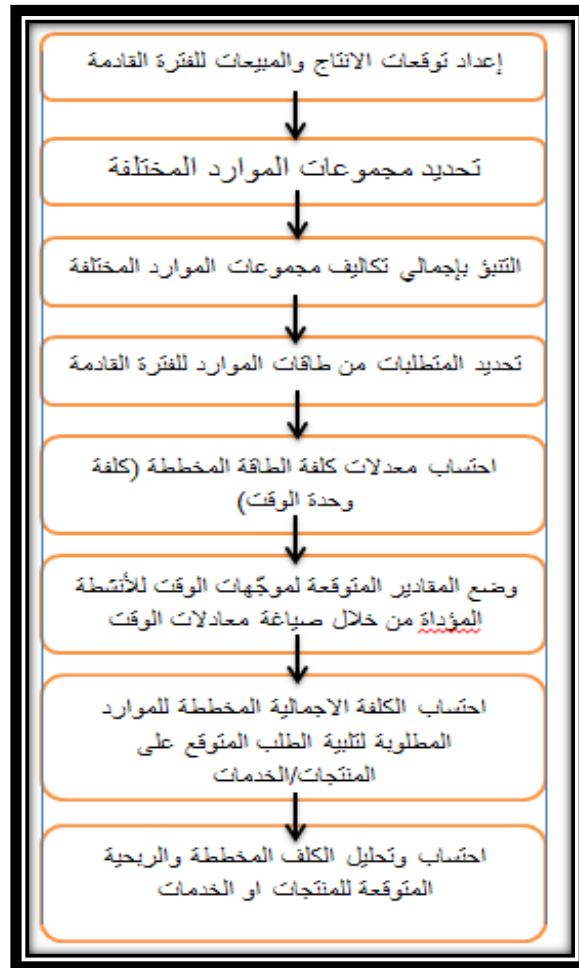 إعداد توقعات الانتاج والمبيعات للفترة القادمة
تحديد مجموعات الموارد المختلفة
التنبؤ بإجمالي تكاليف مجموعات الموارد المختلفة
تحديد المتطلبات من طاقات الموارد للفترة القادمة
احتساب معدلات كلفة الطاقة المخططة (كلفة
وحدة الوقت)
وضع المقادير المتوقعة لموجّهات الوقت للأنشطة
المؤداة من خلال صياغة معادلات الوقت
احتساب الكلفة الاجمالية المخططة للموارد
المطلوبة لتلبية الطلب المتوقع على
المنتجات/الخدمات
احتساب وتحليل الكلف المخططة والربحية
المتوقعة للمنتجات او الخدمات